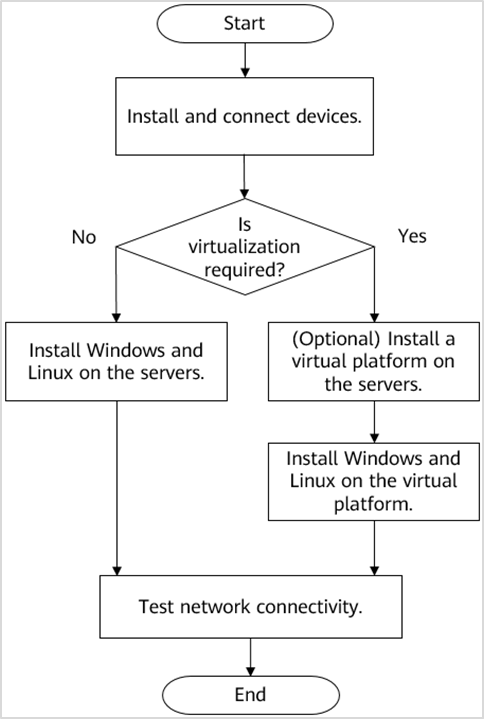 Start
Install and connect devices.
Is
virtualization
required?
No
Yes
Install Windows and
Linux on the servers.
(Optional) Install a
virtual platform on
the servers.
Install Windows and
Linux on the virtual
platform.
Test network connectivity.
End